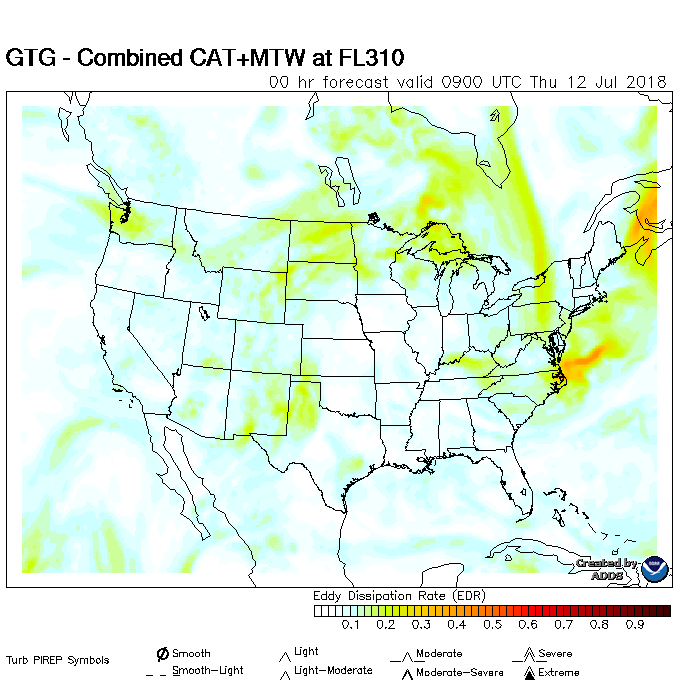 GTG - Combined CAT+MTW at FL310
00 hr forecast valid 0900 UTC Thu 12 Jul 2018
Created by
ADDS
Eddy Dissipation Rate (EDR)
0.1 0.2 0.3 0.4 0.5 0.6 0.7 0.8 0.9
Turb PIREP Symbols
Smooth Light Moderate Severe
Smooth-Light Light-Moderate Moderate-Severe Extreme